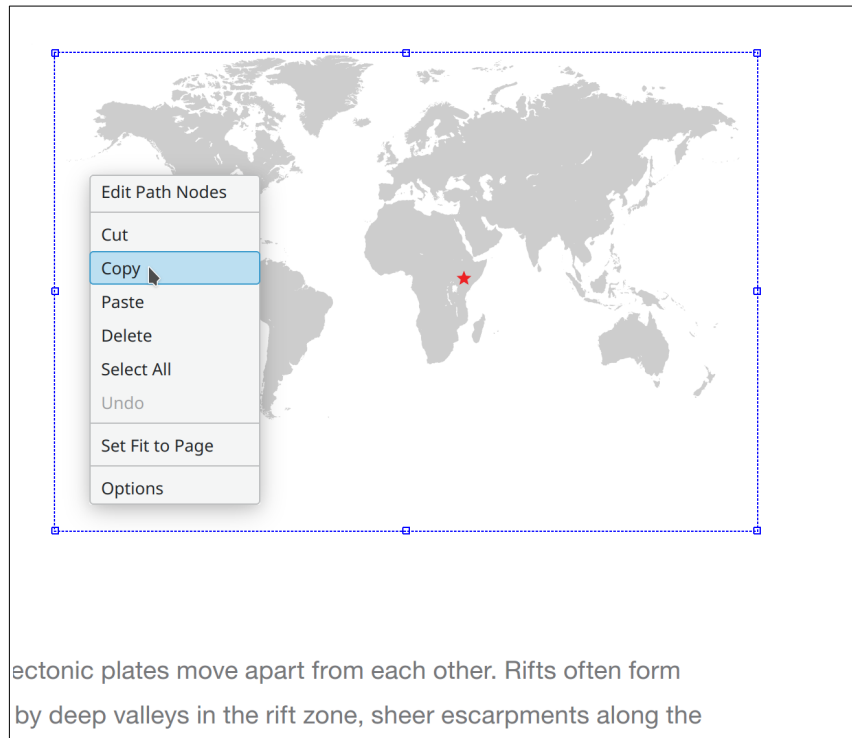 Edit Path Nodes
Cut
Copy
Paste
Delete
Select All
Undo
Set Fit to Page
Options
ectonic plates move apart from each other. Rifts often form
by deep valleys in the rift zone, sheer escarpments along the